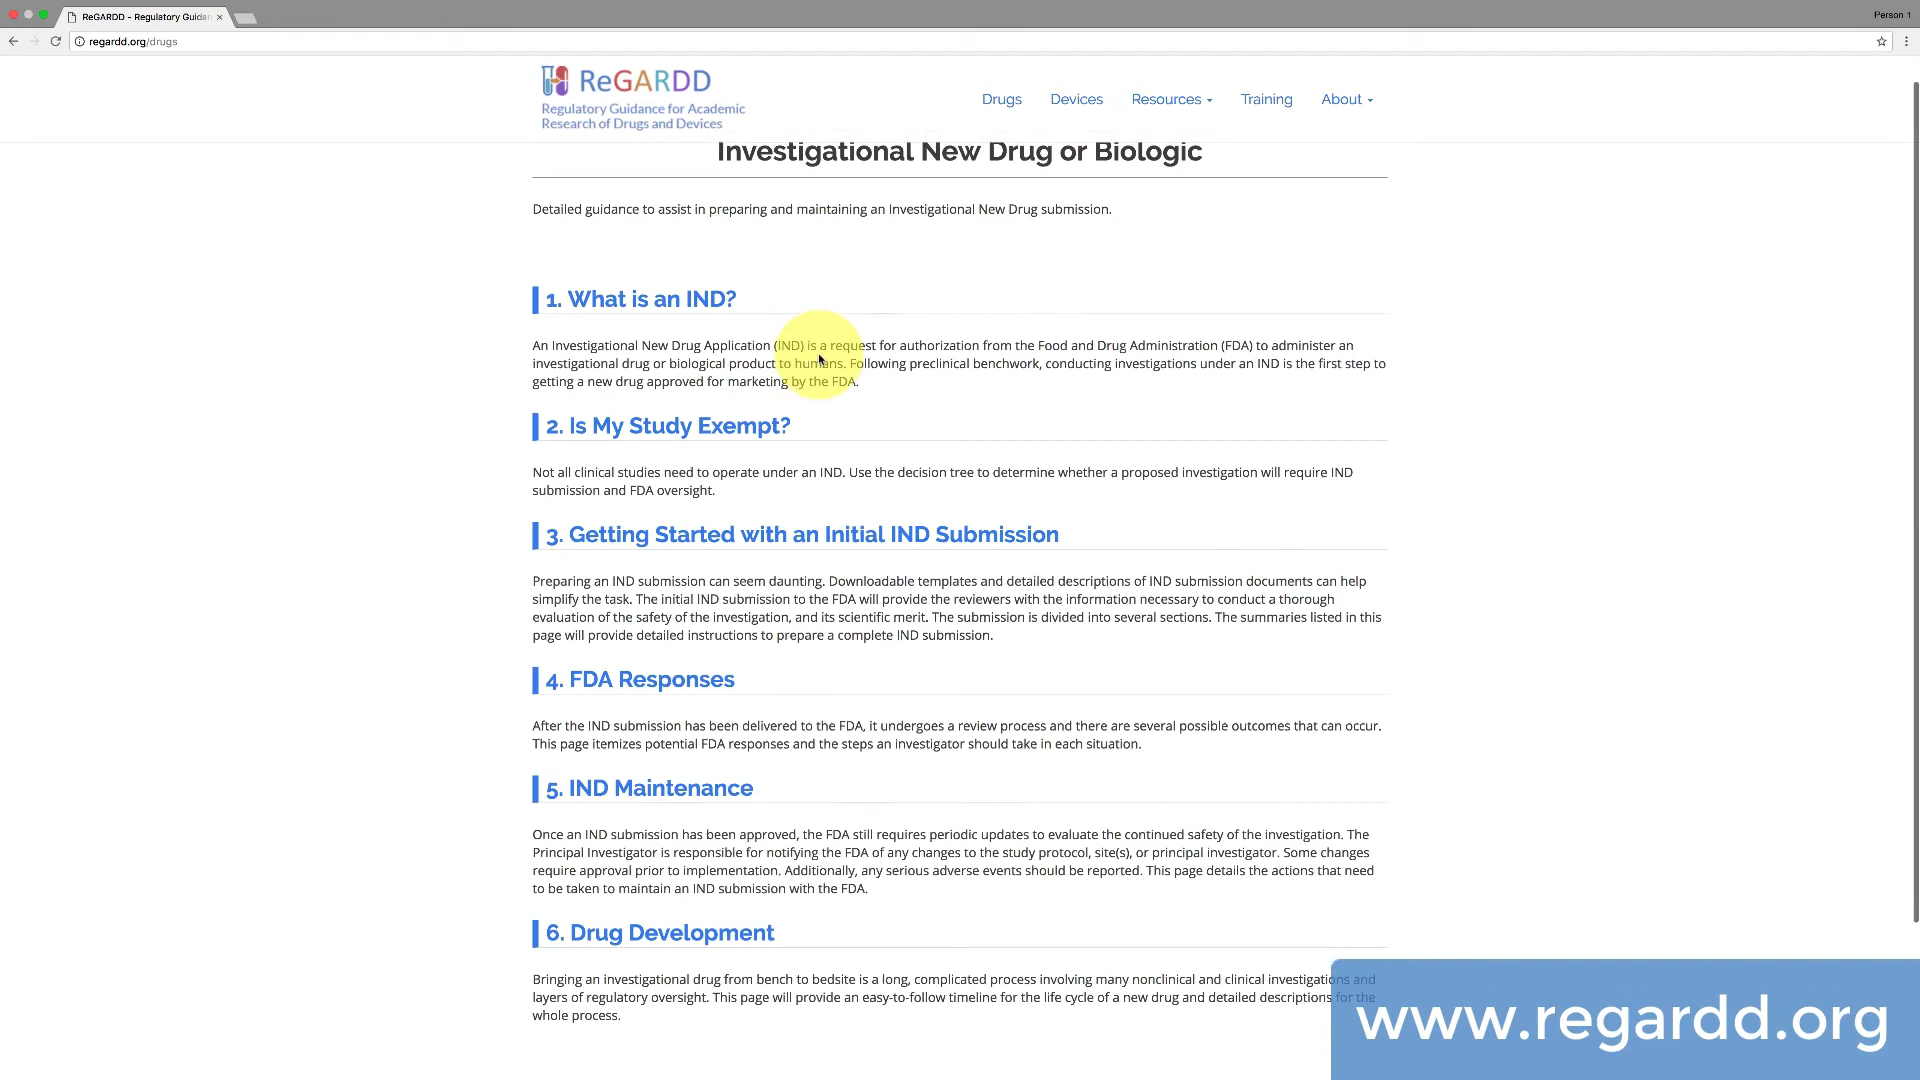 ReGARDD - Regulatory Guidan
Person 1
regardd.org/drugs
ReGARDD
Regulatory Guidance for Academic
Research of Drugs and Devices
Drugs
Devices
Resources
Training
About
Investigational New Drug or Biologic
Detailed guidance to assist in preparing and maintaining an Investigational New Drug submission.
1. What is an IND?
An Investigational New Drug Application (IND) is a request for authorization from the Food and Drug Administration (FDA) to administer an
investigational drug or biological product to humans. Following preclinical benchwork, conducting investigations under an IND is the first step to
getting a new drug approved for marketing by the FDA.
2. Is My Study Exempt?
Not all clinical studies need to operate under an IND. Use the decision tree to determine whether a proposed investigation will require IND
submission and FDA oversight.
3. Getting Started with an Initial IND Submission
Preparing an IND submission can seem daunting. Downloadable templates and detailed descriptions of IND submission documents can help
simplify the task. The initial IND submission to the FDA will provide the reviewers with the information necessary to conduct a thorough
evaluation of the safety of the investigation, and its scientific merit. The submission is divided into several sections. The summaries listed in this
page will provide detailed instructions to prepare a complete IND submission.
4. FDA Responses
After the IND submission has been delivered to the FDA, it undergoes a review process and there are several possible outcomes that can occur.
This page itemizes potential FDA responses and the steps an investigator should take in each situation.
5. IND Maintenance
Once an IND submission has been approved, the FDA still requires periodic updates to evaluate the continued safety of the investigation. The
Principal Investigator is responsible for notifying the FDA of any changes to the study protocol, site(s), or principal investigator. Some changes
require approval prior to implementation. Additionally, any serious adverse events should be reported. This page details the actions that need
to be taken to maintain an IND submission with the FDA.
6. Drug Development
Bringing an investigational drug from bench to bedsite is a long, complicated process involving many nonclinical and clinical investigations and
layers of regulatory oversight. This page will provide an easy-to-follow timeline for the life cycle of a new drug and detailed descriptions for the
whole process.
www.regardd.org